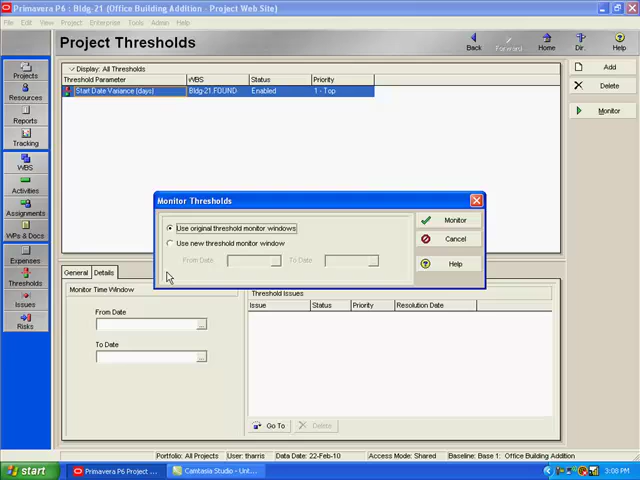 Primavera P6 : Bldg-21 (Office Building Addition - Project Web Site)
File Edit View Project Enterprise Tools Admin Help
Project Thresholds
Back Forward Home Dir. Help
Projects
Resources
Reports
Tracking
WBS
Activities
Assignments
WPs & Docs
Expenses
Thresholds
Issues
Risks
Display: All Thresholds
Threshold Parameter WBS Status Priority
Start Date Variance (days) Bldg-21.FOUND Enabled 1 - Top
Add
Delete
Monitor
Monitor Thresholds
Use original threshold monitor windows
Use new threshold monitor window
From Date To Date
Monitor
Cancel
Help
General Details
Monitor Time Window
From Date
...
To Date
...
Threshold Issues
Issue Status Priority Resolution Date
Go To Delete
Portfolio: All Projects User: tharris Data Date: 22-Feb-10 Access Mode: Shared Baseline: Base 1: Office Building Addition
start Primavera P6 Project ... Camtasia Studio - Unt... 3:08 PM